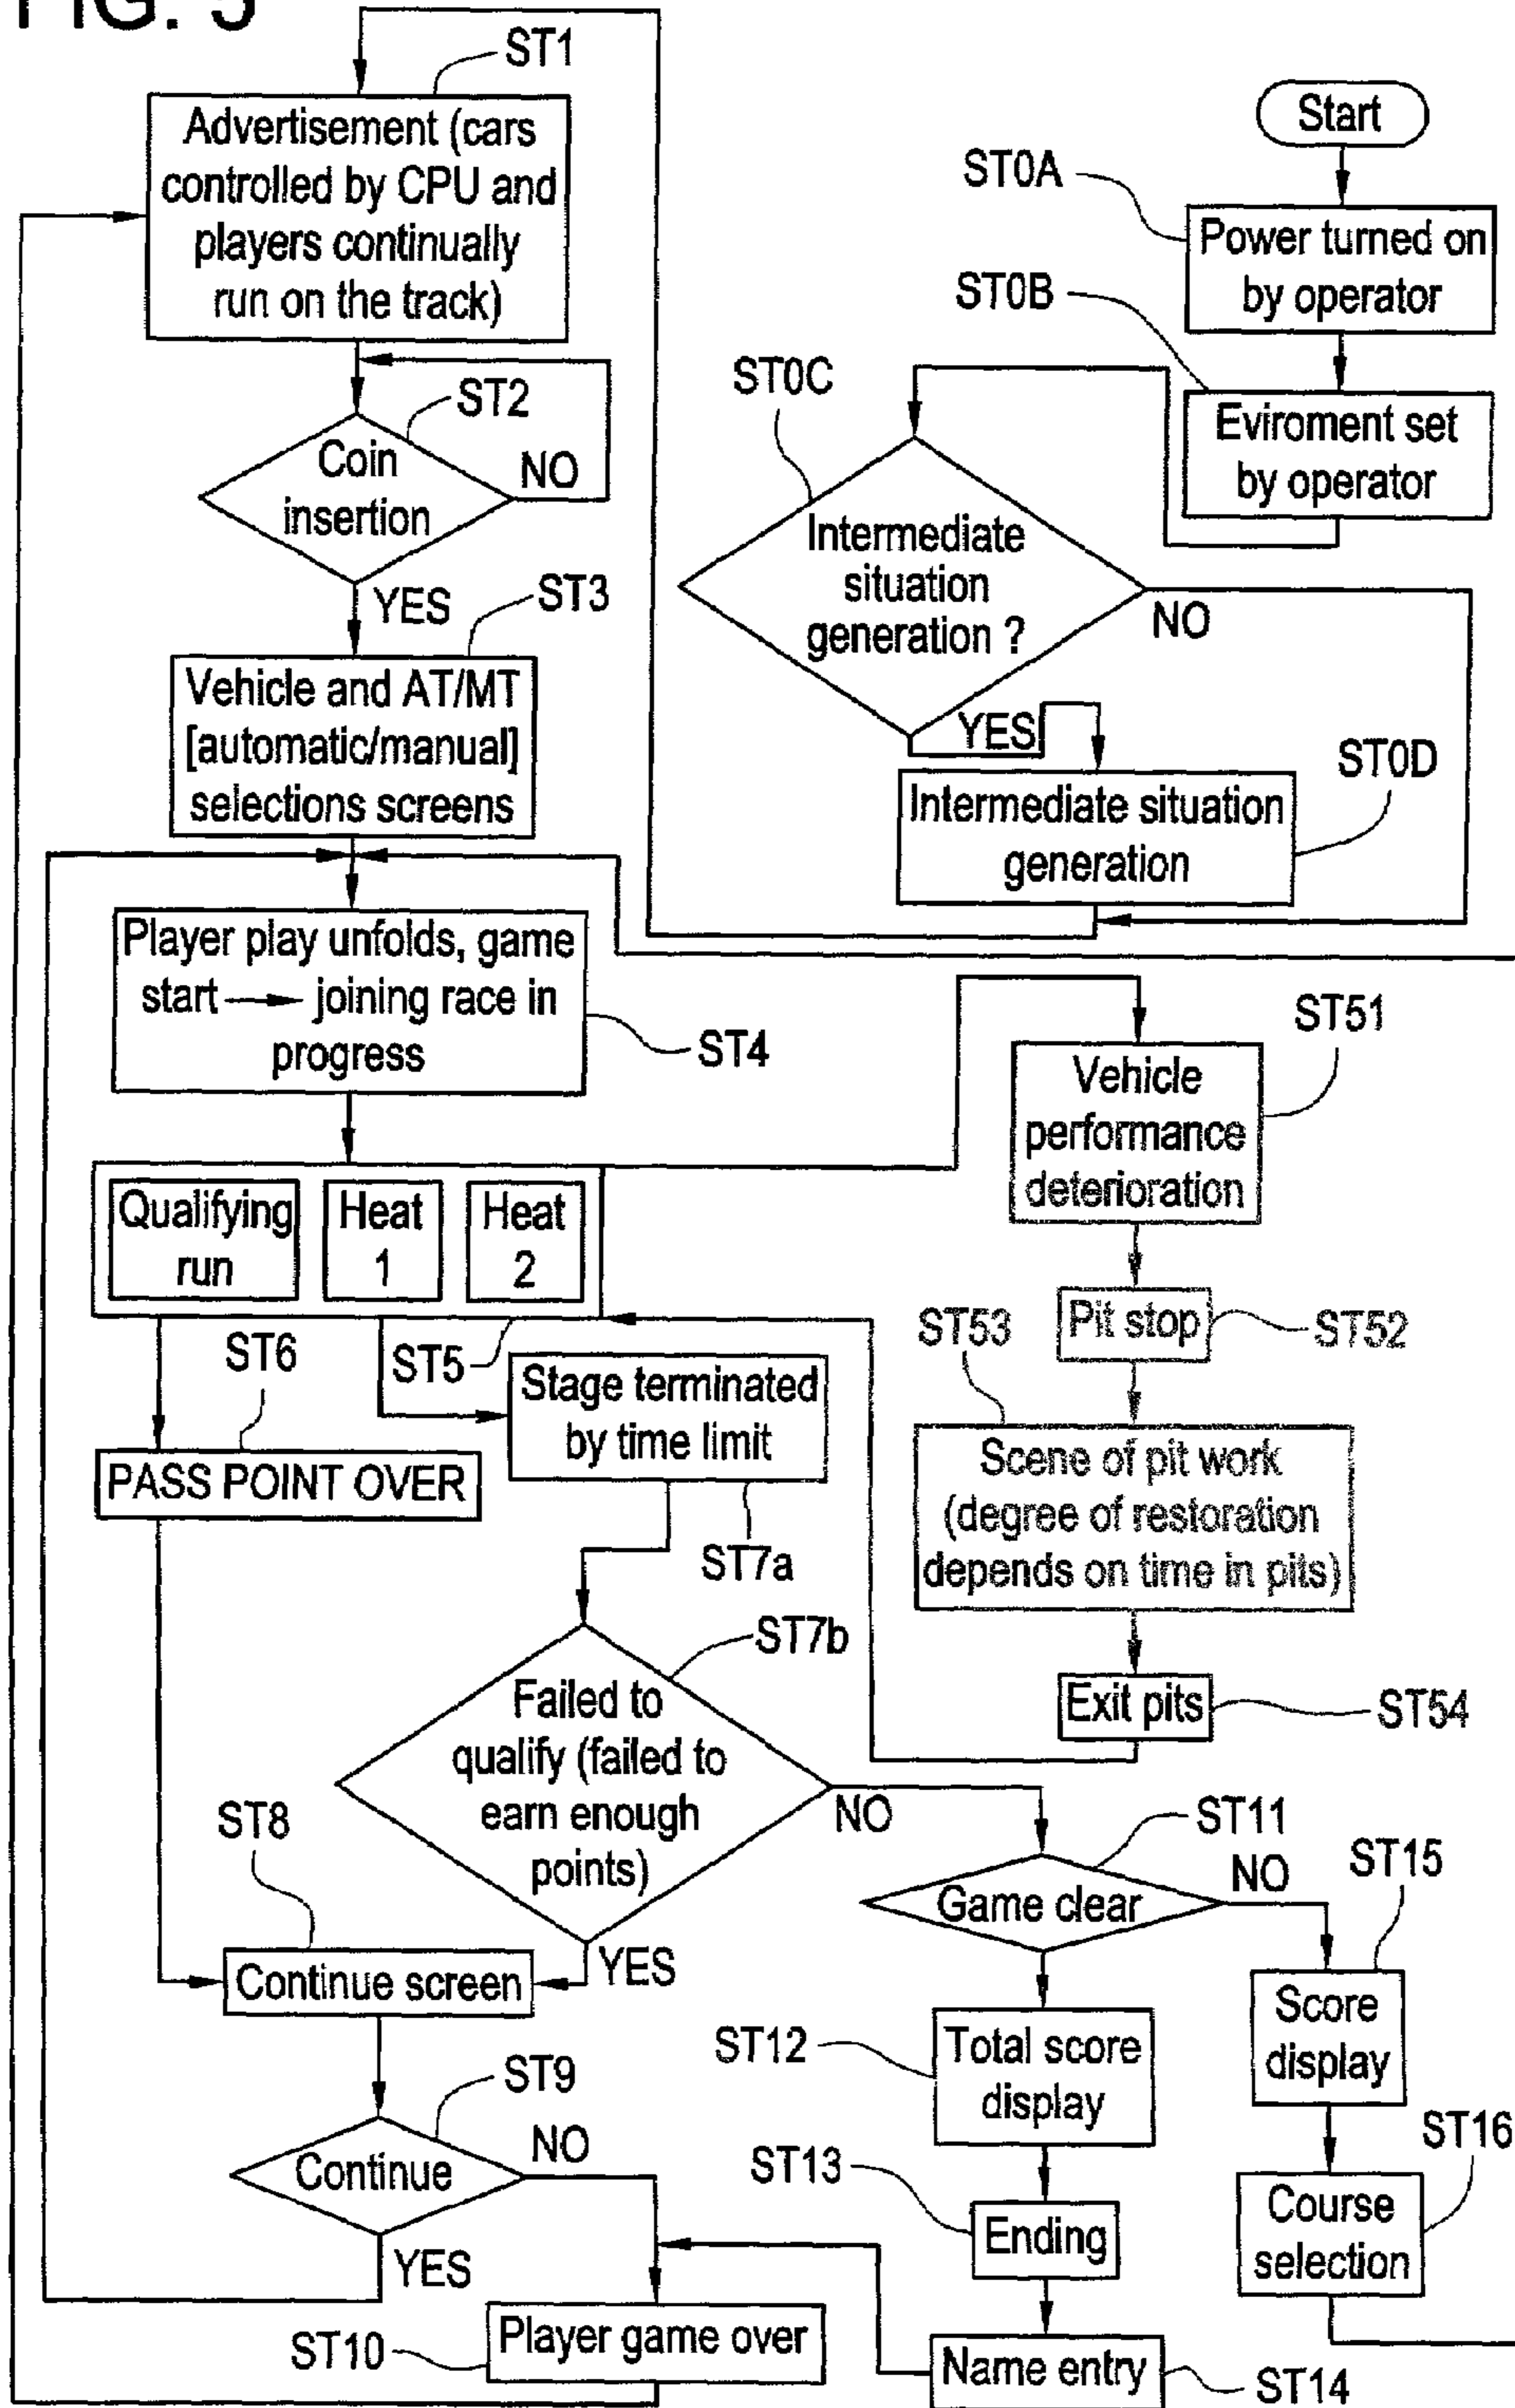 FIG. 5
ST1
Advertisement (cars
controlled by CPU and
players continually
run on the track)
ST2
Coin
insertion
NO
YES
ST3
Vehicle and AT/MT
[automatic/manual]
selections screens
Start
ST0A
Power turned on
by operator
ST0B
Eviroment set
by operator
ST0C
Intermediate
situation
generation ?
NO
YES
ST0D
Intermediate situation
generation
Player play unfolds, game
start → joining race in
progress
ST4
Qualifying
run
Heat
1
Heat
2
ST5
ST51
Vehicle
performance
deterioration
Pit stop
ST52
ST53
Scene of pit work
(degree of restoration
depends on time in pits)
Exit pits
ST54
ST6
PASS POINT OVER
Stage terminated
by time limit
ST7a
ST7b
Failed to
qualify (failed to
earn enough
points)
NO
YES
ST8
Continue screen
ST9
Continue
NO
YES
ST10
Player game over
ST11
Game clear
NO
ST12
Total score
display
ST13
Ending
Name entry
ST14
ST15
Score
display
ST16
Course
selection